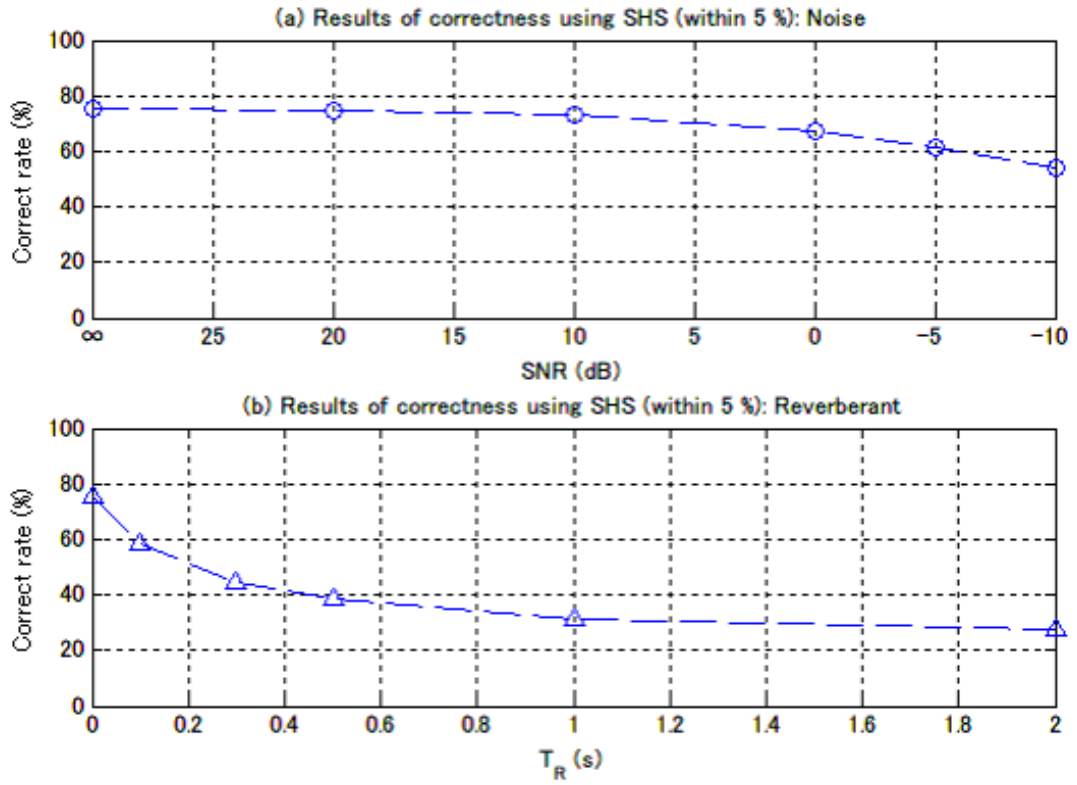 (a) Results of correctness using SHS (within 5 %): Noise
100
80
60
40
20
0
Correct rate (%)
∞ 25 20 15 10 5 0 −5 −10
SNR (dB)
(b) Results of correctness using SHS (within 5 %): Reverberant
100
80
60
40
20
0
Correct rate (%)
0 0.2 0.4 0.6 0.8 1 1.2 1.4 1.6 1.8 2
T_R (s)